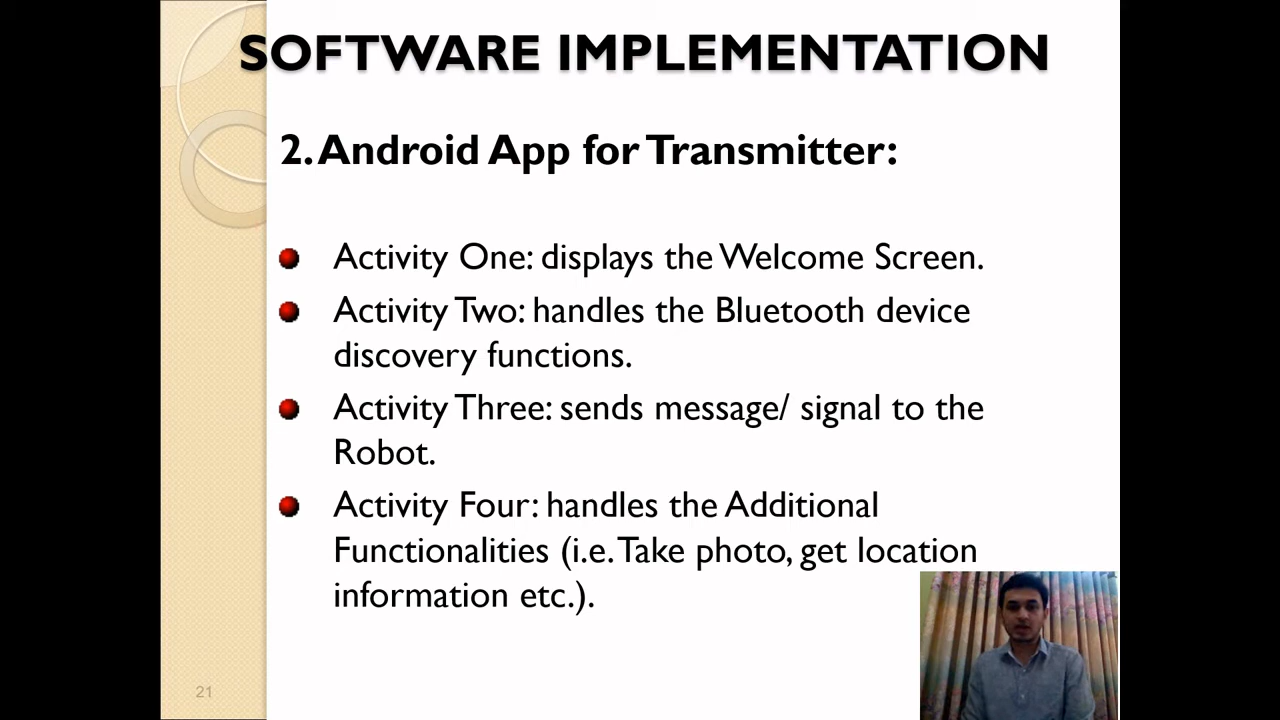 SOFTWARE IMPLEMENTATION
2. Android App for Transmitter:
Activity One: displays the Welcome Screen.
Activity Two: handles the Bluetooth device
discovery functions.
Activity Three: sends message/ signal to the
Robot.
Activity Four: handles the Additional
Functionalities (i.e. Take photo, get location
information etc.).
21